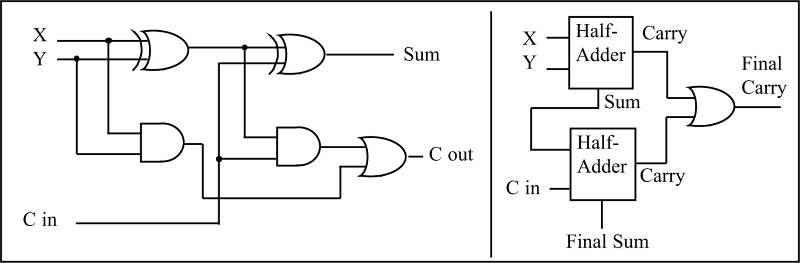 X
Y
Sum
C out
C in
X
Y
Half-
Adder
Carry
Sum
Final
Carry
Half-
Adder
C in
Carry
Final Sum